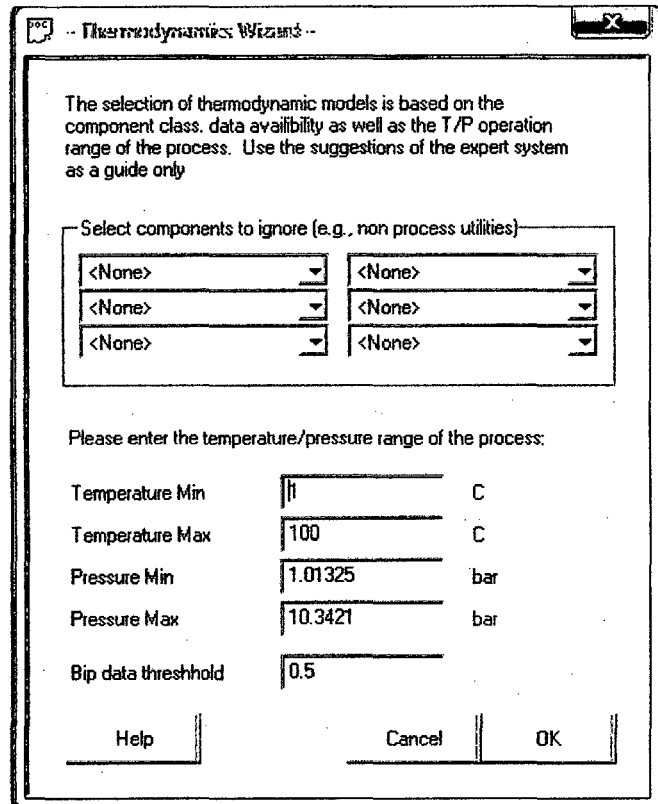 - Thermodynamics Wizard -
The selection of thermodynamic models is based on the
component class. data availibility as well as the T/P operation
range of the process. Use the suggestions of the expert system
as a guide only
Select components to ignore (e.g., non process utilities)
<None> <None>
<None> <None>
<None> <None>
Please enter the temperature/pressure range of the process:
Temperature Min 1 C
Temperature Max 100 C
Pressure Min 1.01325 bar
Pressure Max 10.3421 bar
Bip data threshhold 0.5
Help Cancel OK